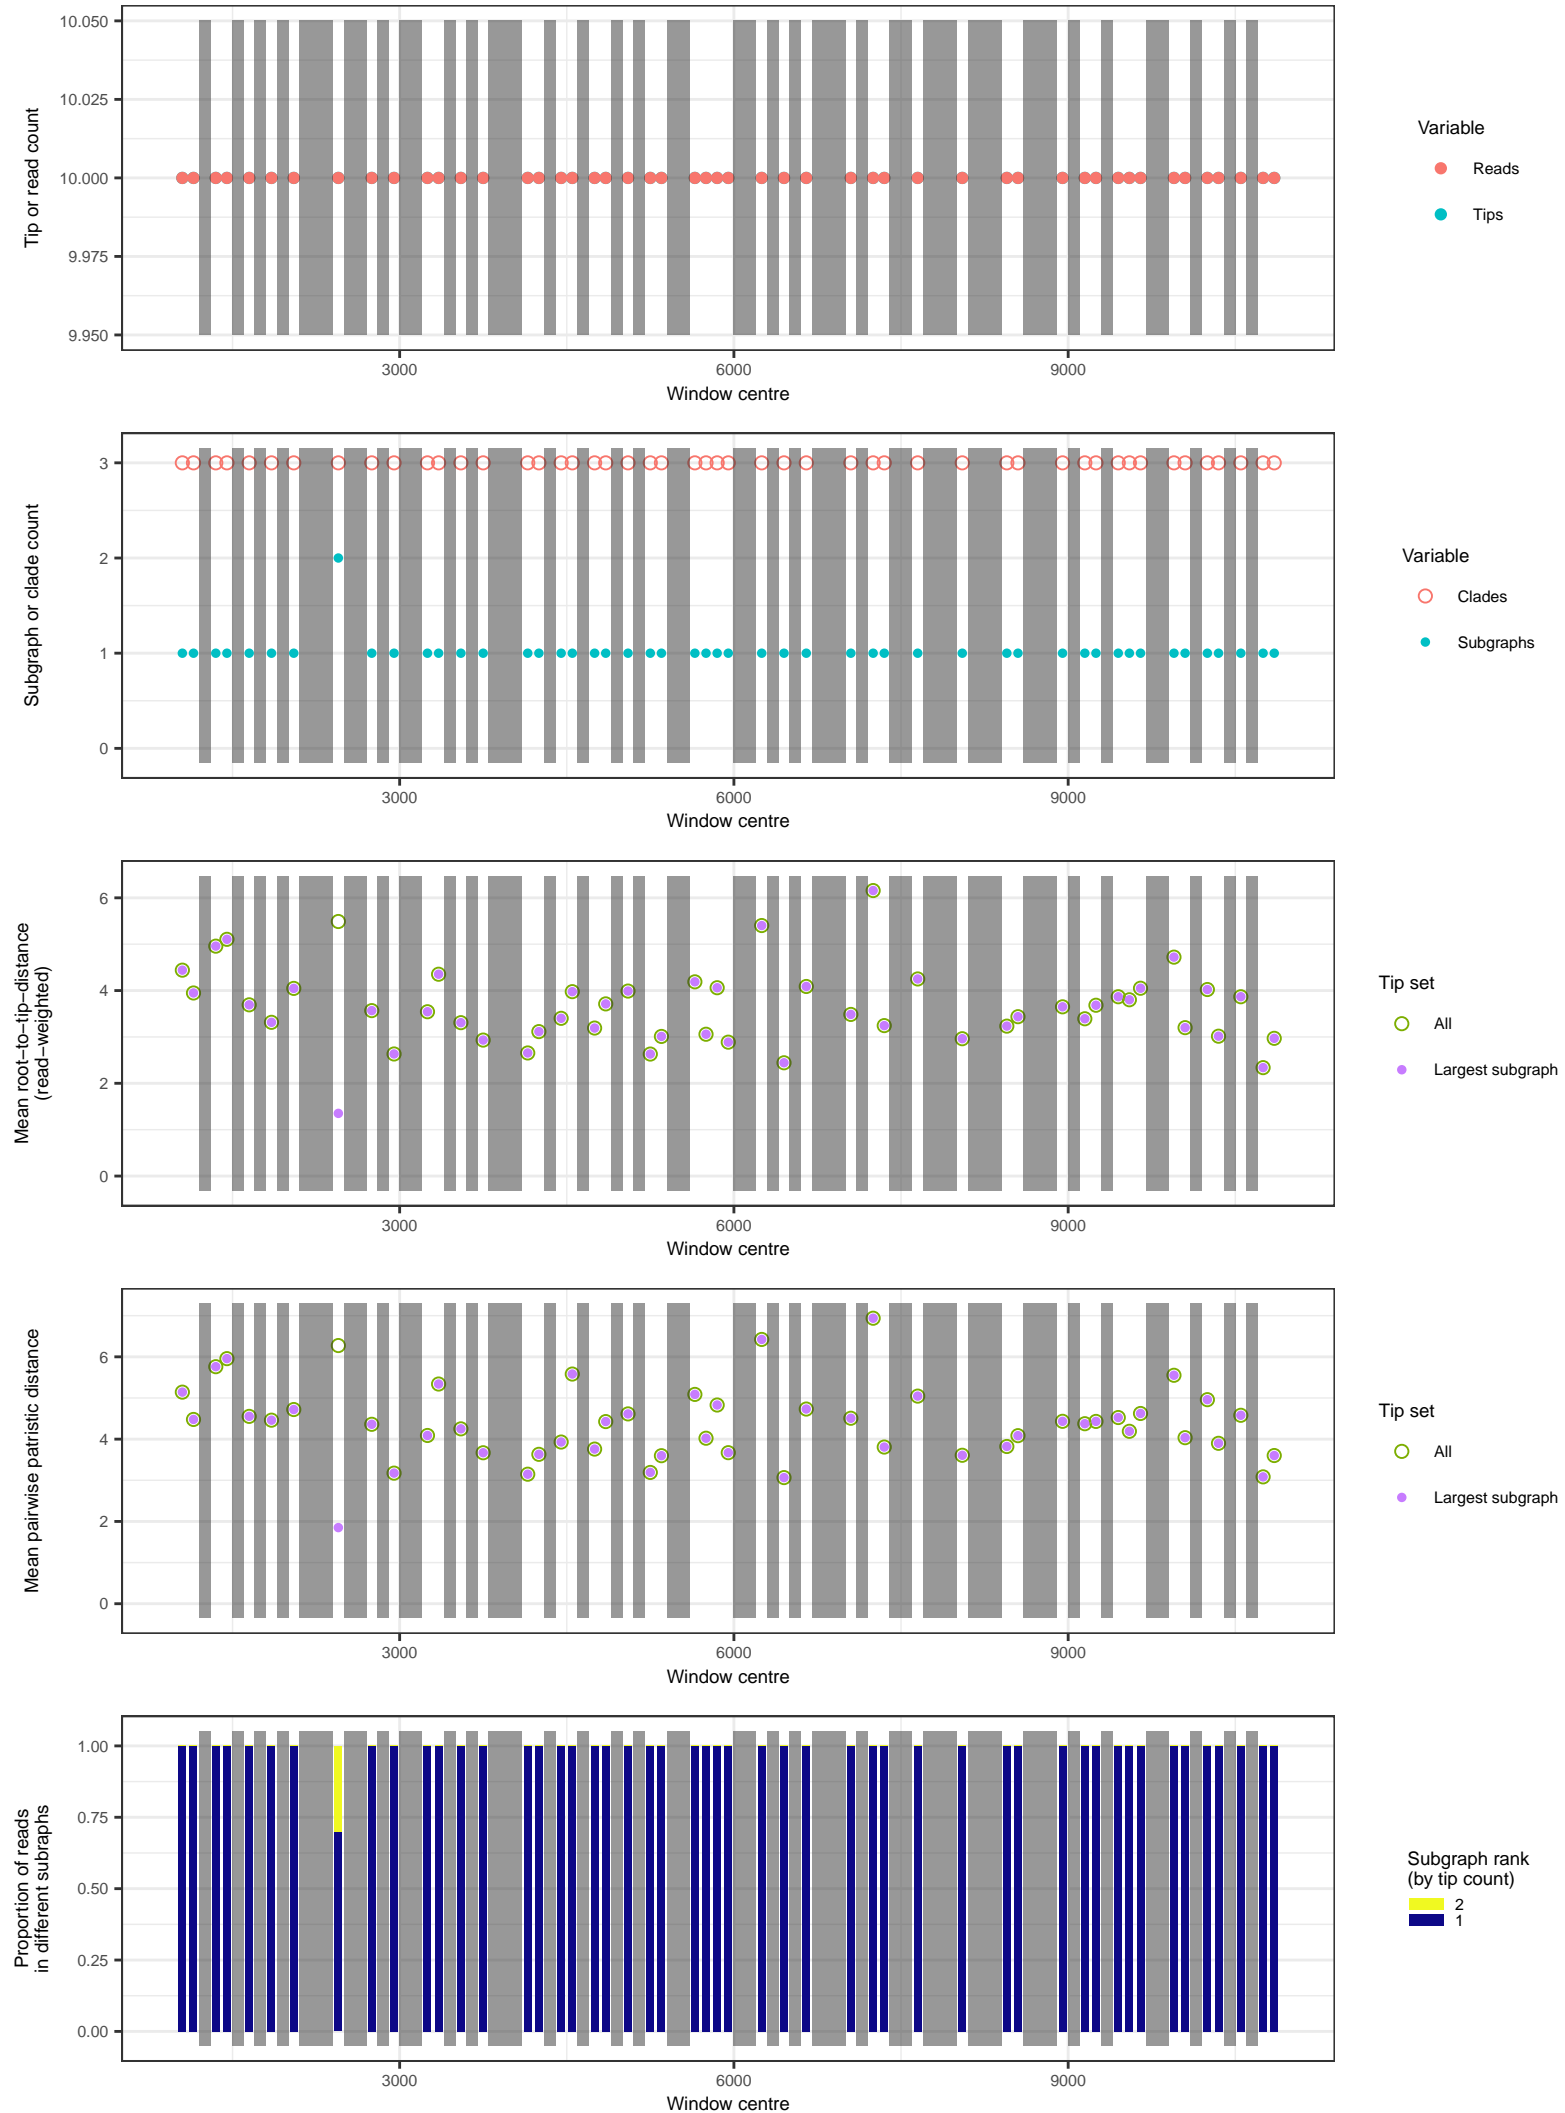 10.050
10.025
10.000
9.975
9.950
Tip or read count
3000
6000
9000
Window centre
Variable
Reads
Tips
3
2
1
0
Subgraph or clade count
3000
6000
9000
Window centre
Variable
Clades
Subgraphs
6
4
2
0
Mean root−to−tip−distance
(read−weighted)
3000
6000
9000
Window centre
Tip set
All
Largest subgraph
6
4
2
0
Mean pairwise patristic distance
3000
6000
9000
Window centre
Tip set
All
Largest subgraph
1.00
0.75
0.50
0.25
0.00
Proportion of reads
in different subraphs
3000
6000
9000
Window centre
Subgraph rank
(by tip count)
2
1